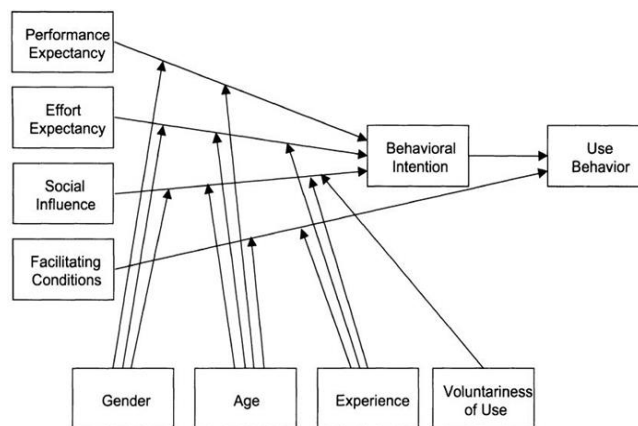 Performance
Expectancy
Effort
Expectancy
Social
Influence
Facilitating
Conditions
Behavioral
Intention
Use
Behavior
Gender
Age
Experience
Voluntariness
of Use